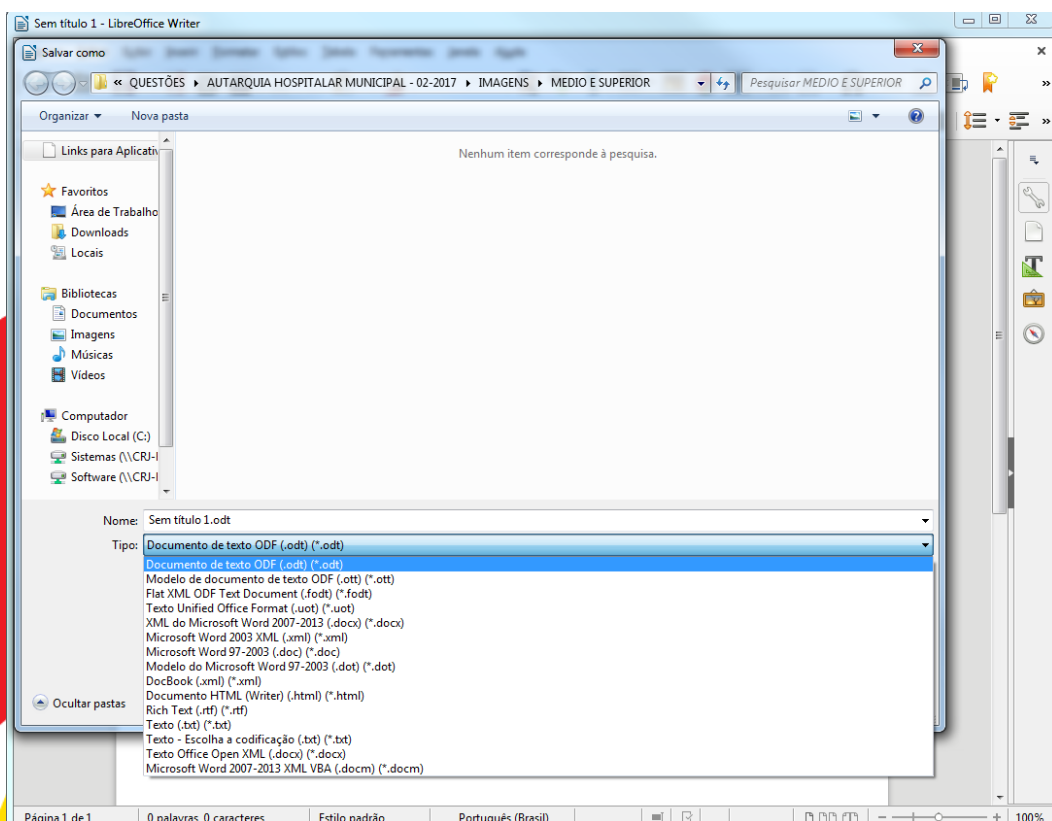 Sem título 1 - LibreOffice Writer
Salvar como
« QUESTÕES ▸ AUTARQUIA HOSPITALAR MUNICIPAL - 02-2017 ▸ IMAGENS ▸ MEDIO E SUPERIOR
Pesquisar MEDIO E SUPERIOR
Organizar Nova pasta
Links para Aplicativ
Nenhum item corresponde à pesquisa.
Favoritos
Área de Trabalho
Downloads
Locais
Bibliotecas
Documentos
Imagens
Músicas
Vídeos
Computador
Disco Local (C:)
Sistemas (\\CRJ-I
Software (\\CRJ-I
Nome: Sem título 1.odt
Tipo: Documento de texto ODF (.odt) (*.odt)
Documento de texto ODF (.odt) (*.odt)
Modelo de documento de texto ODF (.ott) (*.ott)
Flat XML ODF Text Document (.fodt) (*.fodt)
Texto Unified Office Format (.uot) (*.uot)
XML do Microsoft Word 2007-2013 (.docx) (*.docx)
Microsoft Word 2003 XML (.xml) (*.xml)
Microsoft Word 97-2003 (.doc) (*.doc)
Modelo do Microsoft Word 97-2003 (.dot) (*.dot)
DocBook (.xml) (*.xml)
Documento HTML (Writer) (.html) (*.html)
Rich Text (.rtf) (*.rtf)
Texto (.txt) (*.txt)
Texto - Escolha a codificação (.txt) (*.txt)
Texto Office Open XML (.docx) (*.docx)
Microsoft Word 2007-2013 XML VBA (.docm) (*.docm)
Ocultar pastas
Página 1 de 1 0 palavras, 0 caracteres Estilo padrão Português (Brasil) 100%